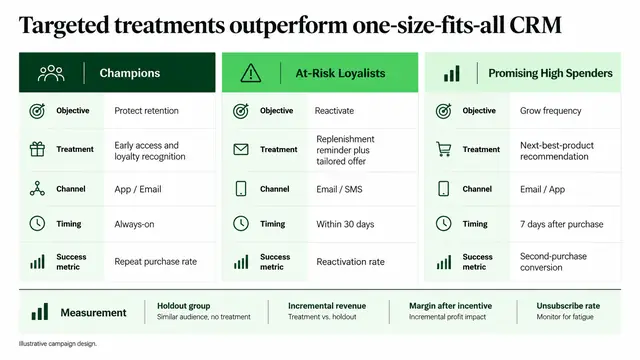 Targeted treatments outperform one-size-fits-all CRM
Champions
Objective
Protect retention
Treatment
Early access and
loyalty recognition
Channel
App / Email
Timing
Always-on
Success
metric
Repeat purchase rate
At-Risk Loyalists
Objective
Reactivate
Treatment
Replenishment
reminder plus
tailored offer
Channel
Email / SMS
Timing
Within 30 days
Success
metric
Reactivation rate
Promising High Spenders
Objective
Grow frequency
Treatment
Next-best-product
recommendation
Channel
Email / App
Timing
7 days after purchase
Success
metric
Second-purchase
conversion
Measurement
Holdout group
Similar audience, no treatment
Incremental revenue
Treatment vs. holdout
Margin after incentive
Incremental profit impact
Unsubscribe rate
Monitor for fatigue
Illustrative campaign design.